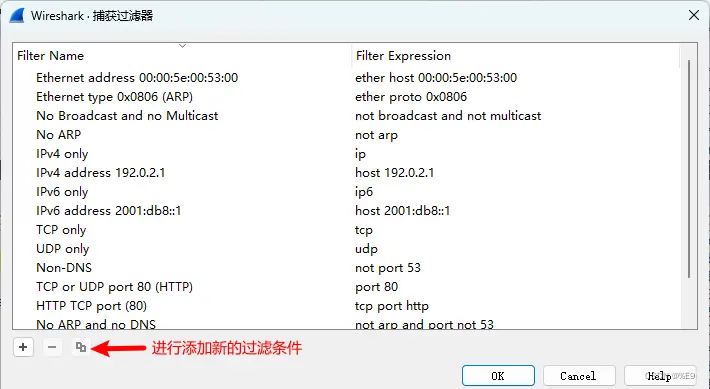 Wireshark · 捕获过滤器
Filter Name Filter Expression
Ethernet address 00:00:5e:00:53:00 ether host 00:00:5e:00:53:00
Ethernet type 0x0806 (ARP) ether proto 0x0806
No Broadcast and no Multicast not broadcast and not multicast
No ARP not arp
IPv4 only ip
IPv4 address 192.0.2.1 host 192.0.2.1
IPv6 only ip6
IPv6 address 2001:db8::1 host 2001:db8::1
TCP only tcp
UDP only udp
Non-DNS not port 53
TCP or UDP port 80 (HTTP) port 80
HTTP TCP port (80) tcp port http
No ARP and no DNS not arp and port not 53
进行添加新的过滤条件
OK Cancel Help